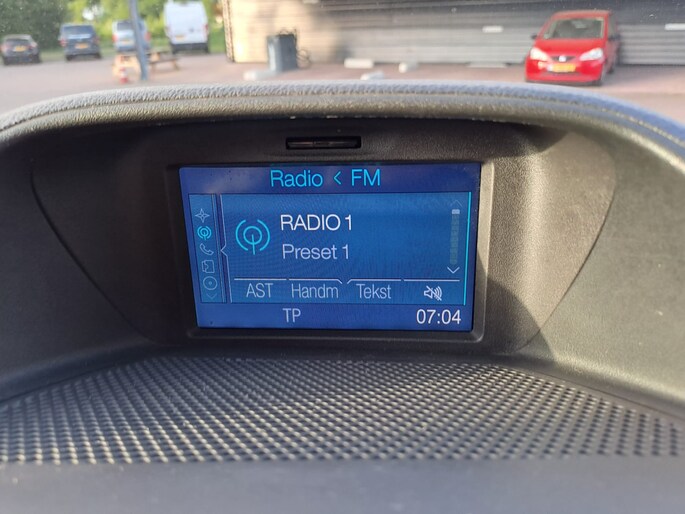 Radio < FM
RADIO 1
Preset 1
AST Handm Tekst
TP 07:04